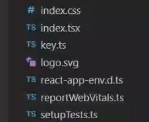 # index.css
TS index.tsx
TS key.ts
logo.svg
TS react-app-env.d.ts
TS reportWebVitals.ts
TS setupTests.ts